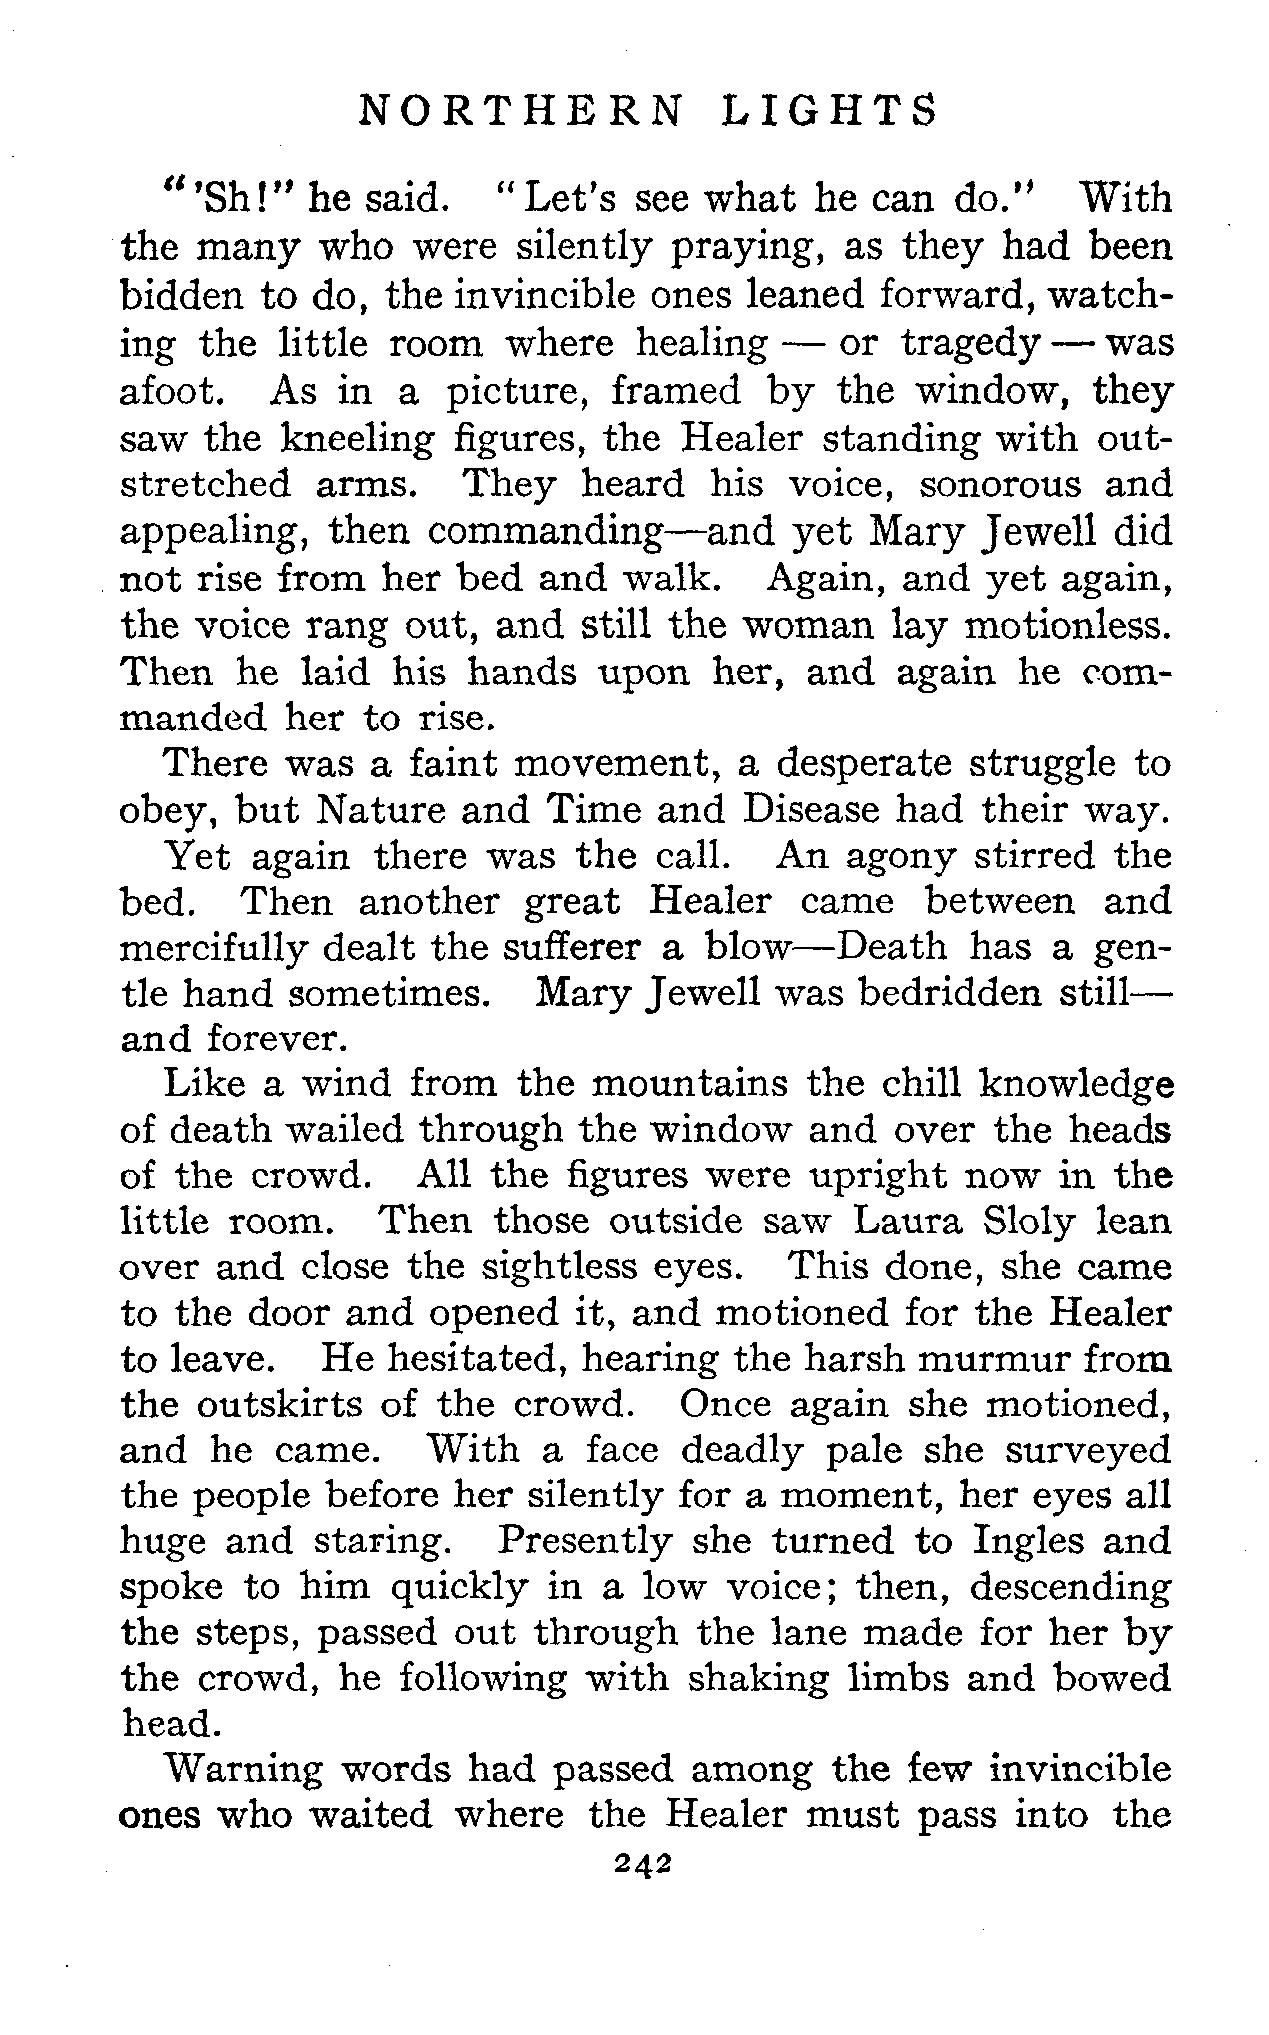 NORTHERN LIGHTS
"'Sh!" he said. "Let's see what he can do." With
the many who were silently praying, as they had been
bidden to do, the invincible ones leaned forward, watch-
ing the little room where healing — or tragedy — was
afoot. As in a picture, framed by the window, they
saw the kneeling figures, the Healer standing with out-
stretched arms. They heard his voice, sonorous and
appealing, then commanding—and yet Mary Jewell did
not rise from her bed and walk. Again, and yet again,
the voice rang out, and still the woman lay motionless.
Then he laid his hands upon her, and again he com-
manded her to rise.
There was a faint movement, a desperate struggle to
obey, but Nature and Time and Disease had their way.
Yet again there was the call. An agony stirred the
bed. Then another great Healer came between and
mercifully dealt the sufferer a blow—Death has a gen-
tle hand sometimes. Mary Jewell was bedridden still—
and forever.
Like a wind from the mountains the chill knowledge
of death wailed through the window and over the heads
of the crowd. All the figures were upright now in the
little room. Then those outside saw Laura Sloly lean
over and close the sightless eyes. This done, she came
to the door and opened it, and motioned for the Healer
to leave. He hesitated, hearing the harsh murmur from
the outskirts of the crowd. Once again she motioned,
and he came. With a face deadly pale she surveyed
the people before her silently for a moment, her eyes all
huge and staring. Presently she turned to Ingles and
spoke to him quickly in a low voice; then, descending
the steps, passed out through the lane made for her by
the crowd, he following with shaking limbs and bowed
head.
Warning words had passed among the few invincible
ones who waited where the Healer must pass into the
242